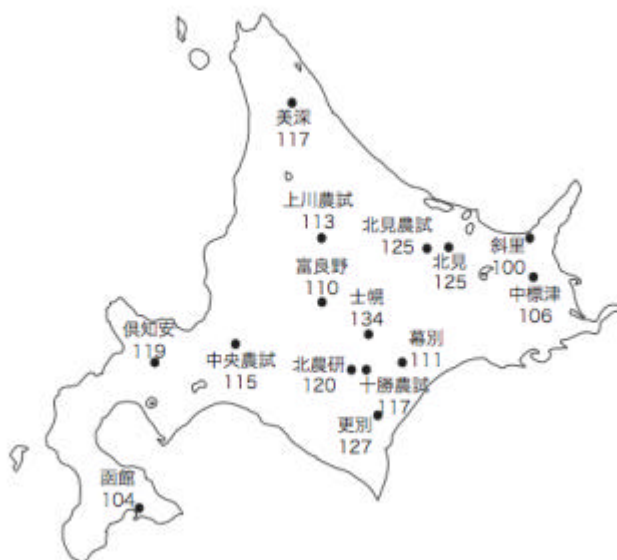 美深
117
上川農試
113
北見農試
125
北見
125
斜里
100
中標津
106
富良野
110
士幌
134
倶知安
119
中央農試
115
北農研
120
幕別
111
十勝農試
117
更別
127
函館
104